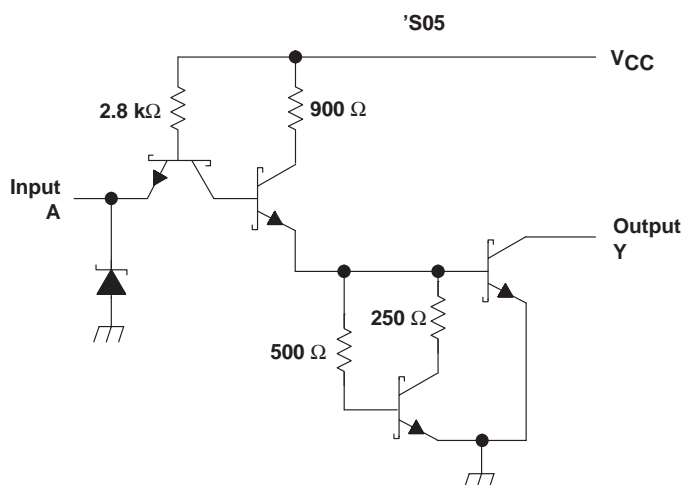 'S05
VCC
2.8 kΩ
900 Ω
Input
A
Output
Y
250 Ω
500 Ω